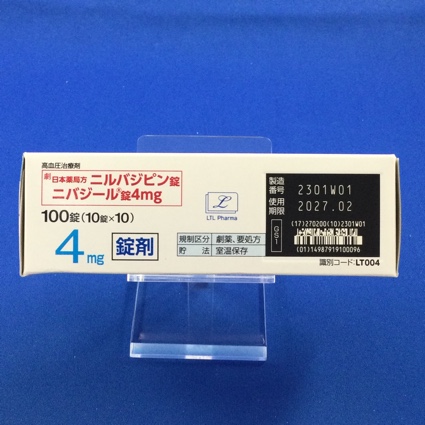 高血圧治療剤
劇 日本薬局方 ニルバジピン錠
ニバジール®錠4mg
100錠(10錠×10)
4mg 錠剤
L
LTL Pharma
規制区分 劇薬、要処方
貯法 室温保存
製造番号 2301W01
使用期限 2027.02
(17)270200(10)2301W01
GS1
(01)14987919100096
識別コード:LT004